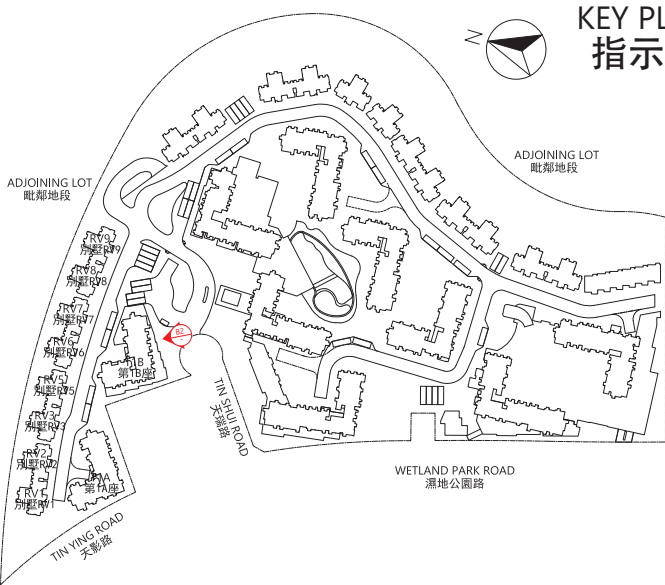 KEY PL
指示
N
ADJOINING LOT
毗鄰地段
ADJOINING LOT
毗鄰地段
RV9
別墅RV9
RV8
別墅RV8
RV7
別墅RV7
RV6
別墅RV6
RV5
別墅RV5
RV3
別墅RV3
RV2
別墅RV2
RV1
別墅RV1
B2
第1B座
第1A座
TIN SHUI ROAD
天瑞路
WETLAND PARK ROAD
濕地公園路
TIN YING ROAD
天影路